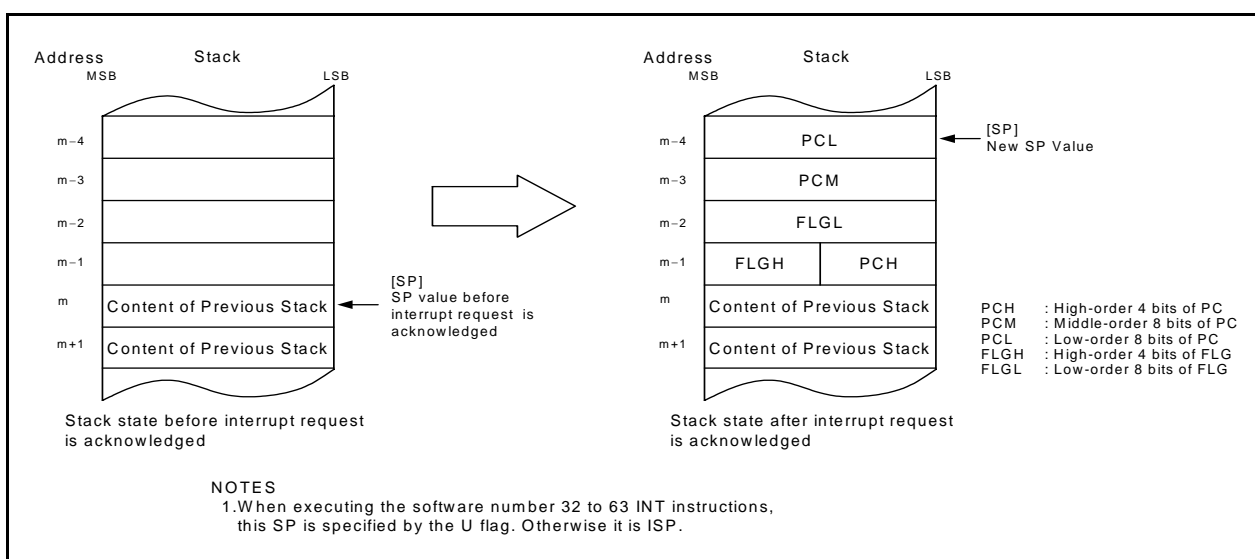 Address
Stack
MSB
LSB
m−4
m−3
m−2
m−1
m
Content of Previous Stack
m+1
Content of Previous Stack
[SP]
SP value before
interrupt request is
acknowledged
Stack state before interrupt request
is acknowledged
Address
Stack
MSB
LSB
m−4
PCL
[SP]
New SP Value
m−3
PCM
m−2
FLGL
m−1
FLGH
PCH
m
Content of Previous Stack
m+1
Content of Previous Stack
Stack state after interrupt request
is acknowledged
PCH : High-order 4 bits of PC
PCM : Middle-order 8 bits of PC
PCL : Low-order 8 bits of PC
FLGH : High-order 4 bits of FLG
FLGL : Low-order 8 bits of FLG
NOTES
1.When executing the software number 32 to 63 INT instructions,
this SP is specified by the U flag. Otherwise it is ISP.